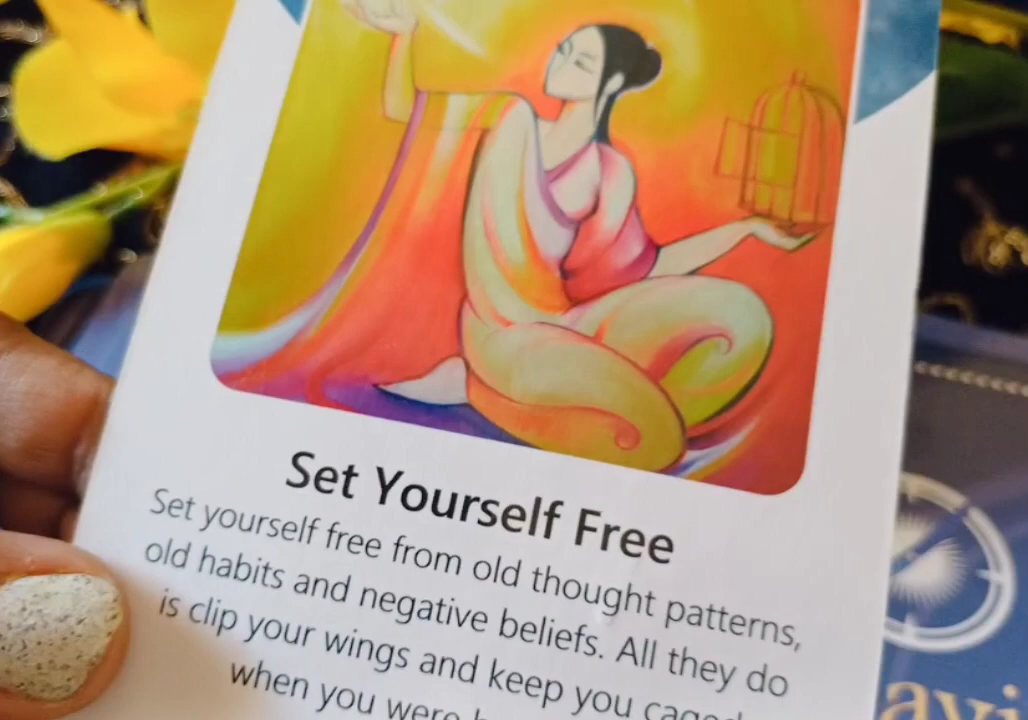 Set Yourself Free
Set yourself free from old thought patterns,
old habits and negative beliefs. All they do
is clip your wings and keep you caged
when you were